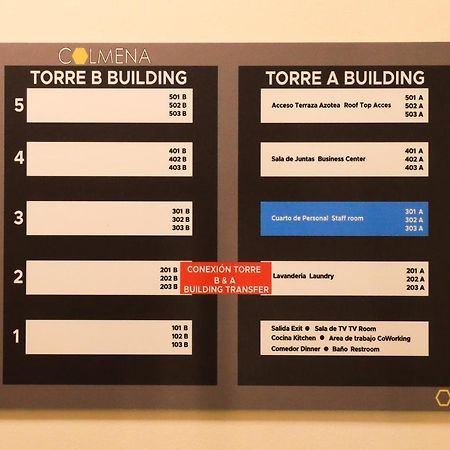 COLMENA
TORRE B BUILDING
5
501 B
502 B
503 B
4
401 B
402 B
403 B
3
301 B
302 B
303 B
2
201 B
202 B
203 B
1
101 B
102 B
103 B
CONEXIÓN TORRE
B & A
BUILDING TRANSFER
TORRE A BUILDING
Acceso Terraza Azotea Roof Top Acces
501 A
502 A
503 A
Sala de Juntas Business Center
401 A
402 A
403 A
Cuarto de Personal Staff room
301 A
302 A
303 A
Lavandería Laundry
201 A
202 A
203 A
Salida Exit ● Sala de TV TV Room
Cocina Kitchen ● Area de trabajo CoWorking
Comedor Dinner ● Baño Restroom